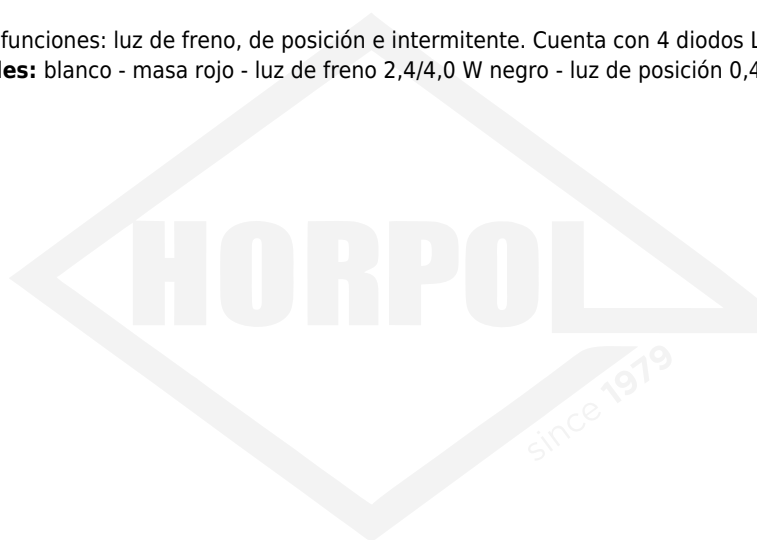 funciones: luz de freno, de posición e intermitente. Cuenta con 4 diodos L
les: blanco - masa rojo - luz de freno 2,4/4,0 W negro - luz de posición 0,4
HORPOL
since 1979